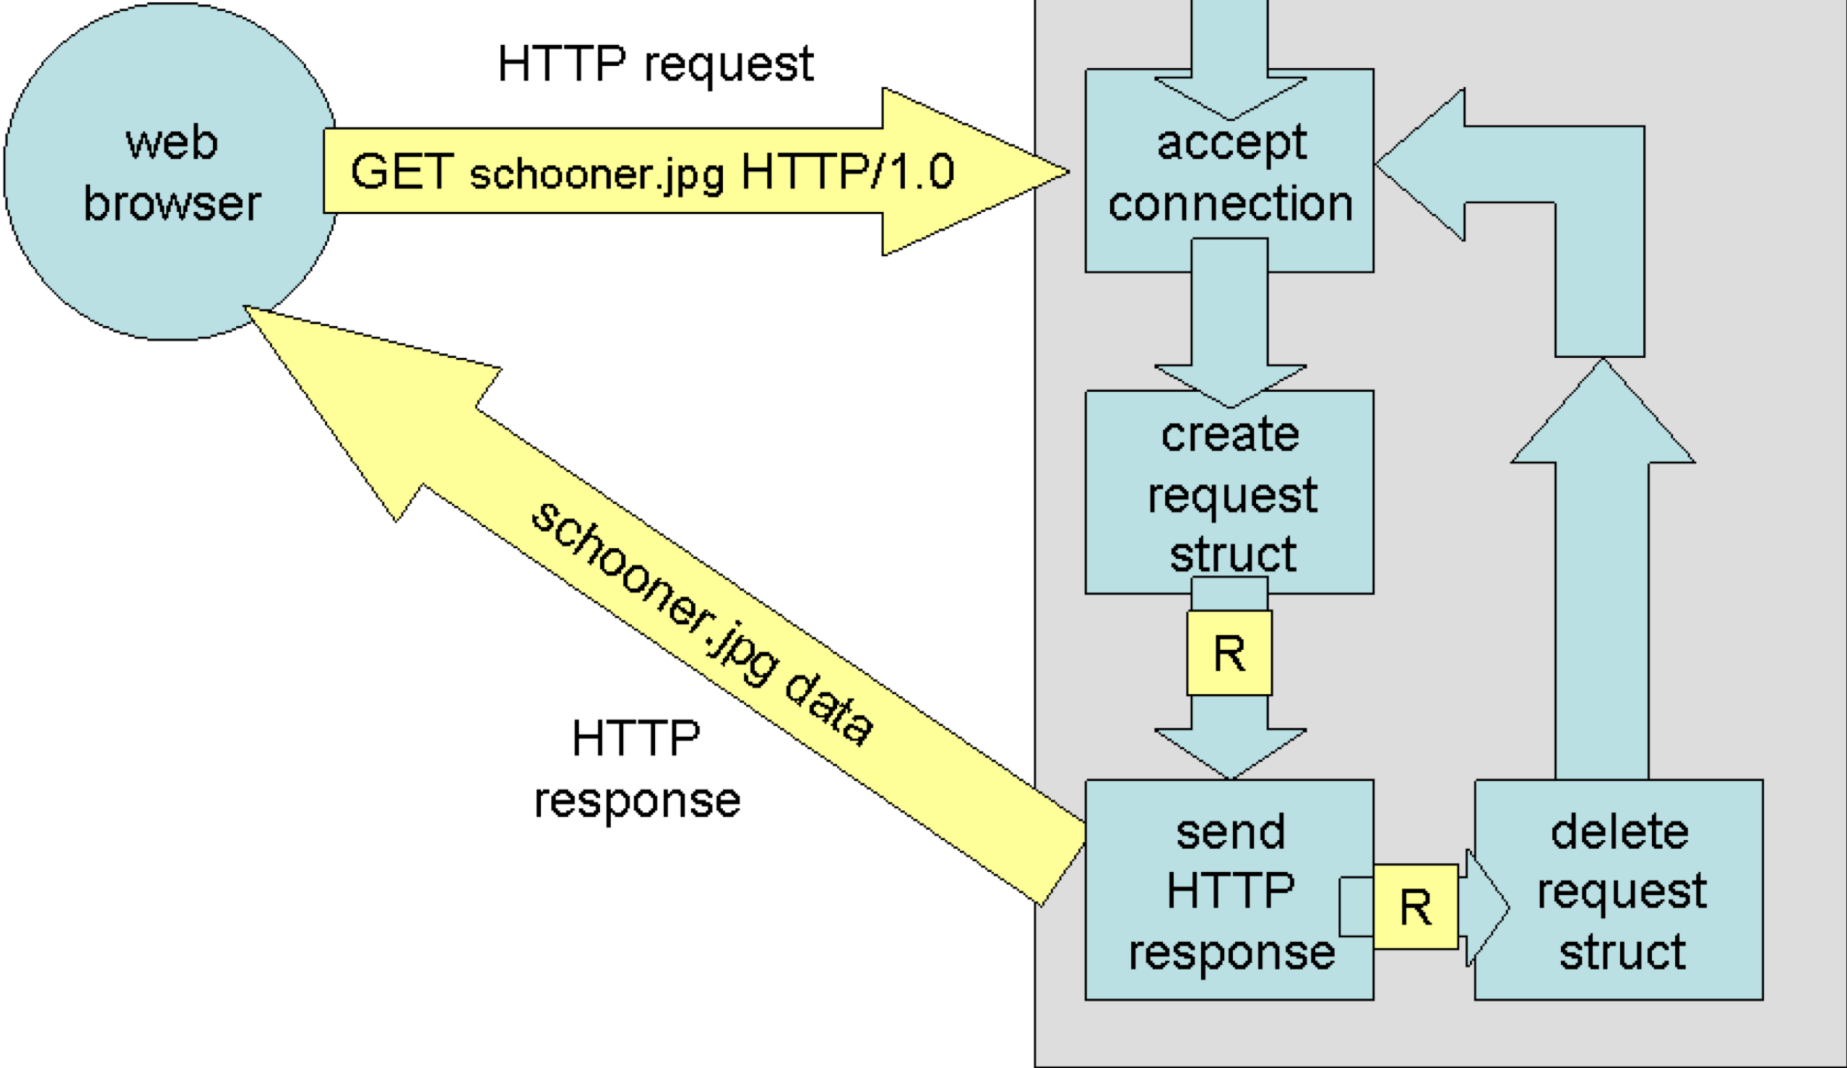 HTTP request
web
browser
GET schooner.jpg HTTP/1.0
accept
connection
create
request
struct
R
schooner.jpg data
HTTP
response
send
HTTP
response
R
delete
request
struct